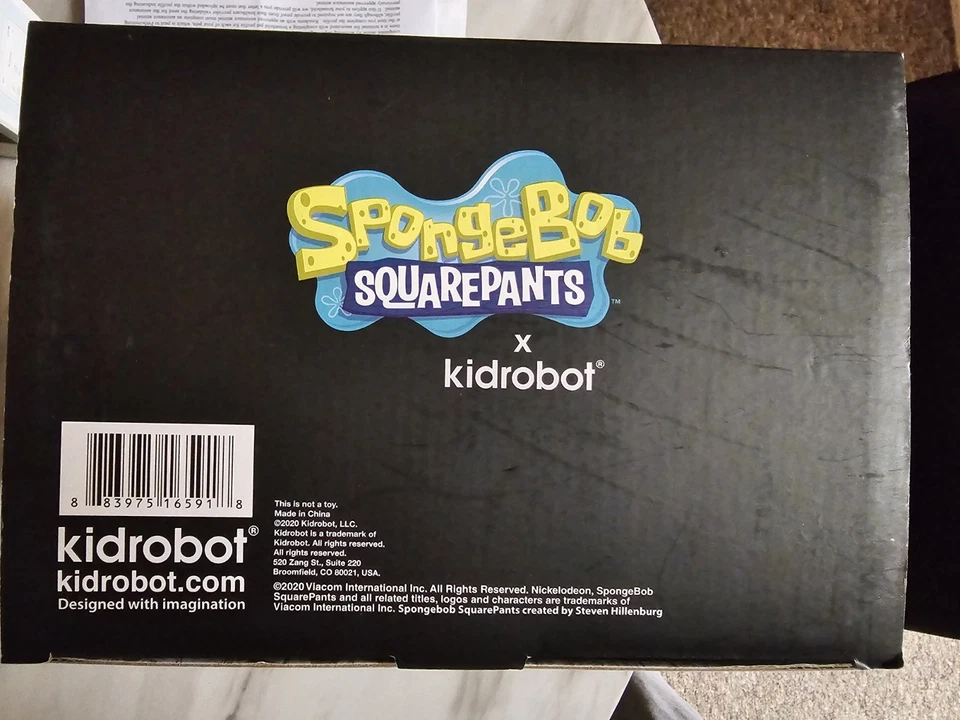 SpongeBob
SQUAREPANTS™
x
kidrobot®
8 83975 16591 8
kidrobot®
kidrobot.com
Designed with imagination
This is not a toy.
Made in China
©2020 Kidrobot, LLC.
Kidrobot is a trademark of
Kidrobot. All rights reserved.
All rights reserved.
520 Zang St., Suite 220
Broomfield, CO 80021, USA.
©2020 Viacom International Inc. All Rights Reserved. Nickelodeon, SpongeBob
SquarePants and all related titles, logos and characters are trademarks of
Viacom International Inc. Spongebob SquarePants created by Steven Hillenburg